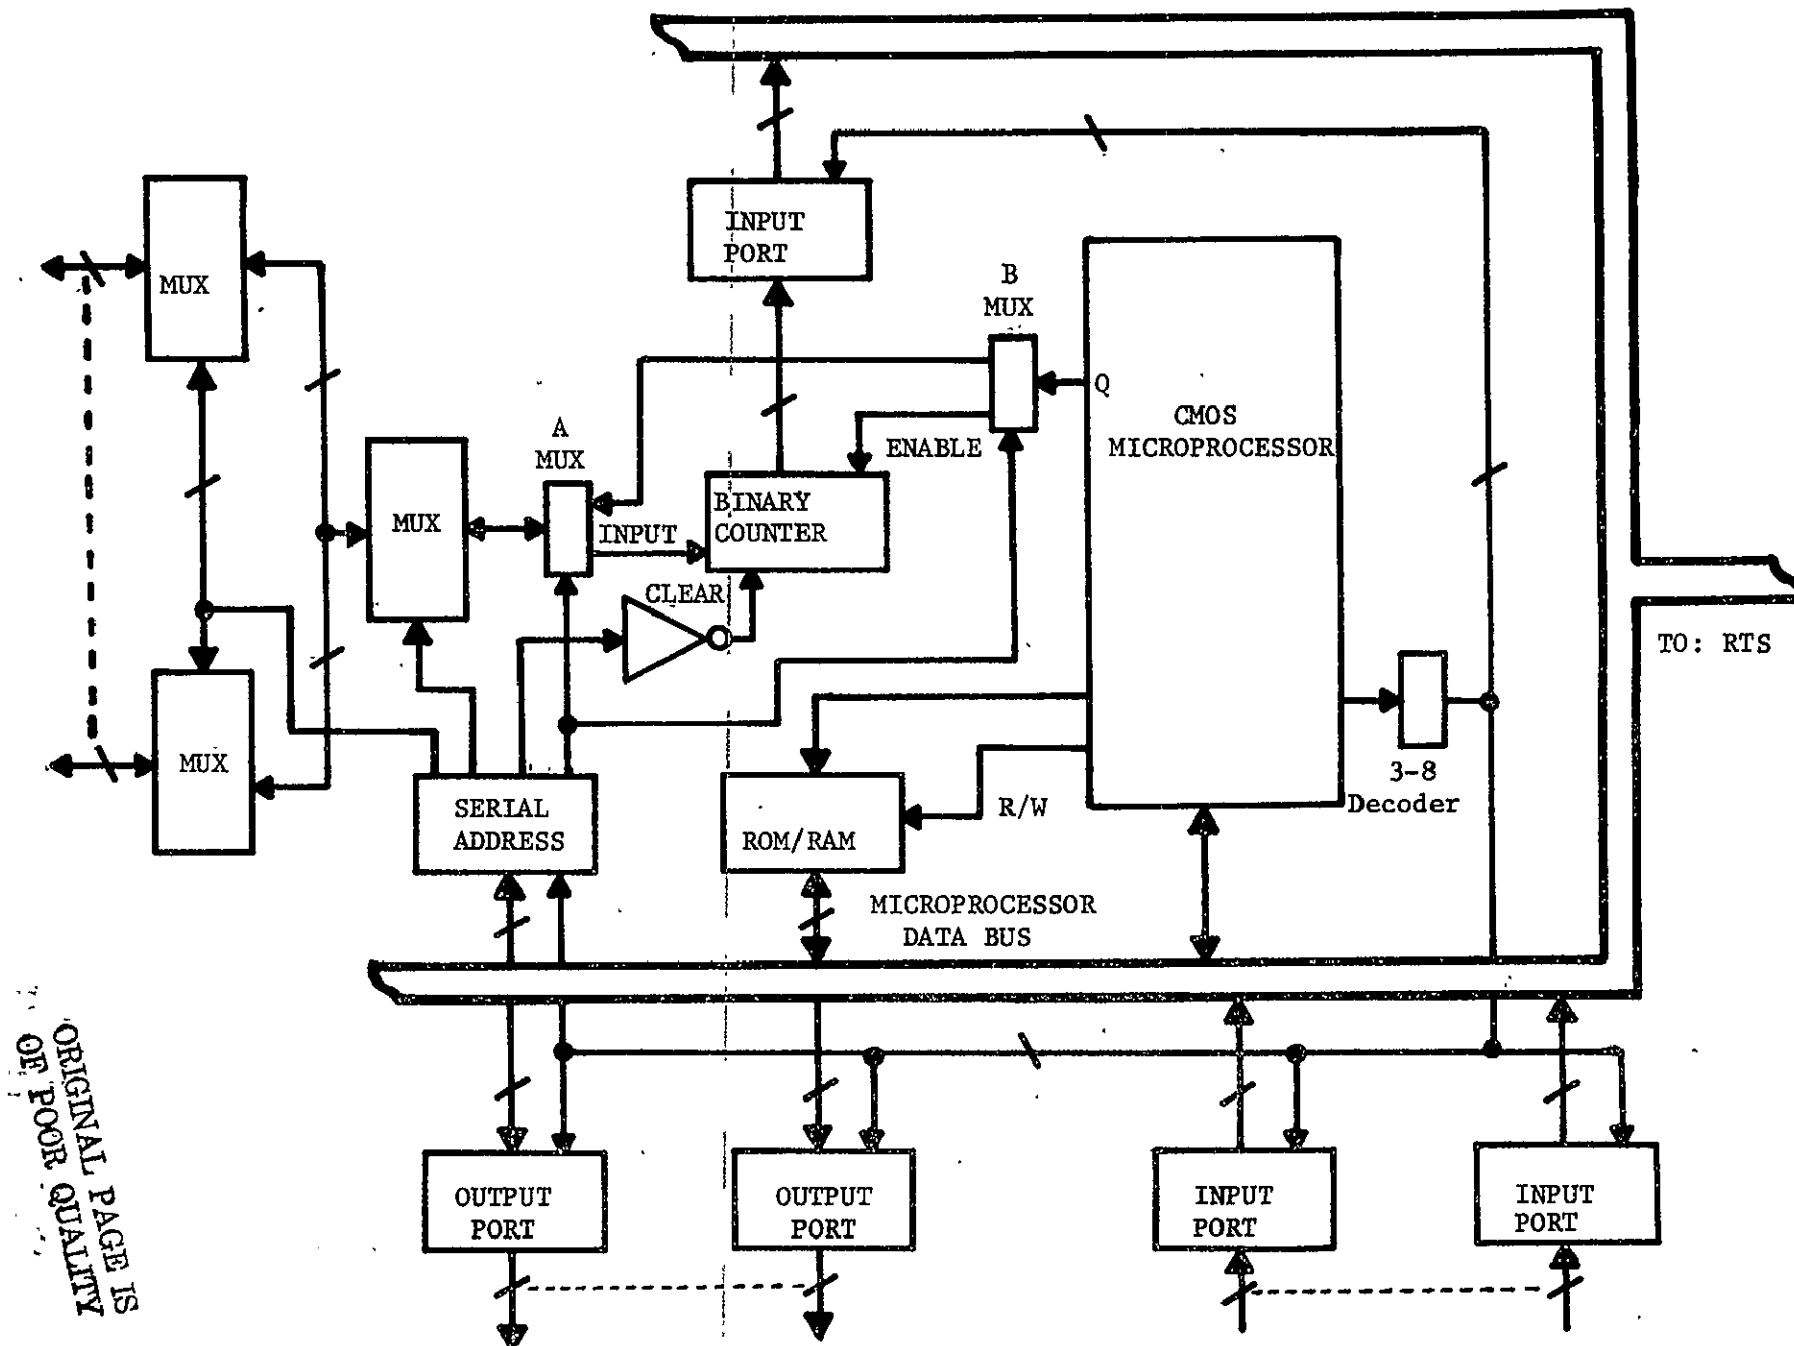 INPUT
PORT
MUX
B
MUX
Q
CMOS
MICROPROCESSOR
A
MUX
ENABLE
MUX
INPUT
BINARY
COUNTER
CLEAR
TO: RTS
MUX
SERIAL
ADDRESS
ROM/RAM
R/W
3-8
Decoder
MICROPROCESSOR
DATA BUS
OUTPUT
PORT
OUTPUT
PORT
INPUT
PORT
INPUT
PORT
ORIGINAL PAGE IS
OF POOR QUALITY